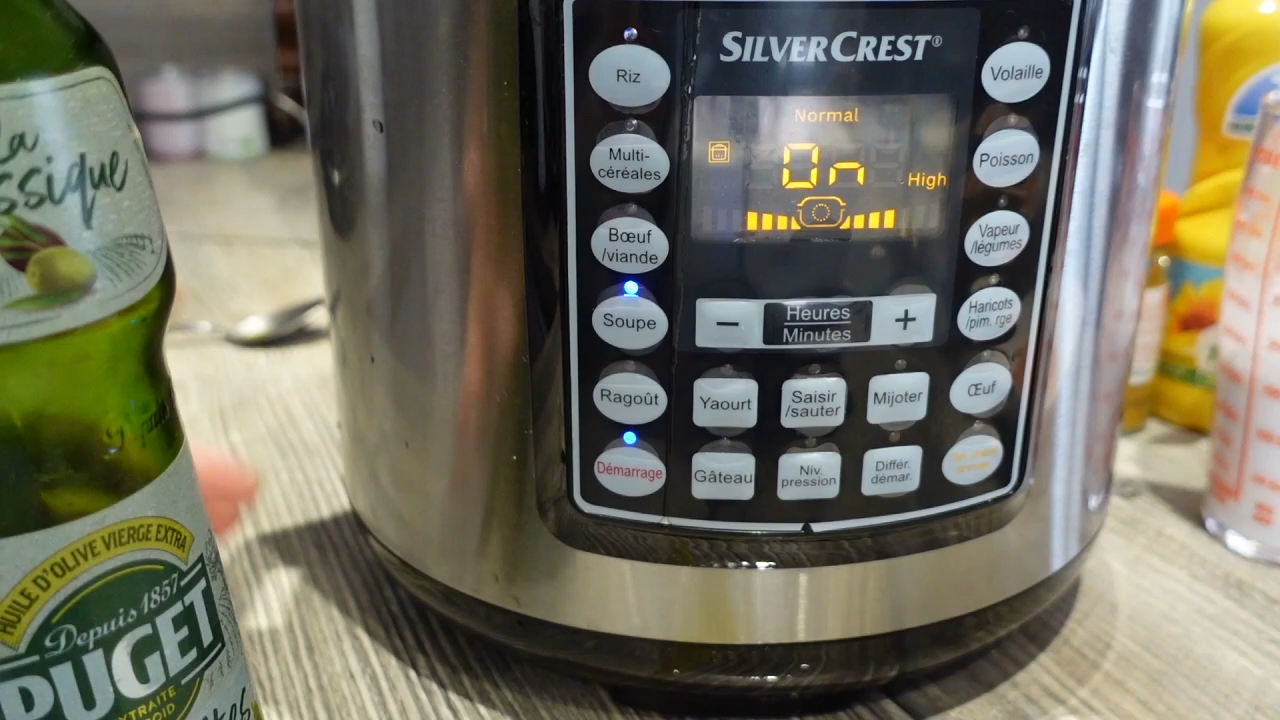 la
ssique
HUILE D'OLIVE VIERGE EXTRA
Depuis 1857
PUGET
SILVERCREST®
Normal
On
High
Riz
Multi-
céréales
Bœuf
/viande
Soupe
Ragoût
Démarrage
Heures
Minutes
−
+
Yaourt
Saisir
/sauter
Mijoter
Gâteau
Niv.
pression
Différ.
démar.
Volaille
Poisson
Vapeur
/légumes
Haricots
/pim. rge
Œuf